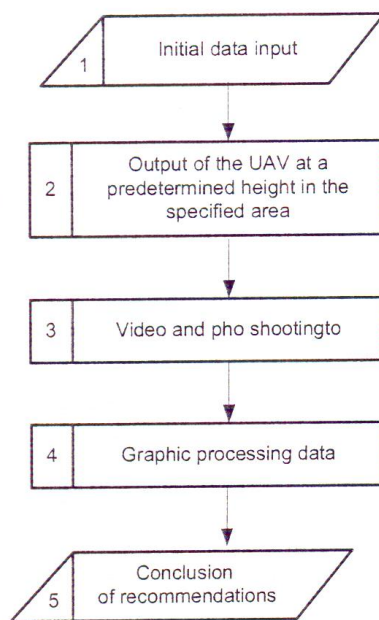 1
Initial data input
2
Output of the UAV at a
predetermined height in the
specified area
3
Video and pho shootingto
4
Graphic processing data
5
Conclusion
of recommendations